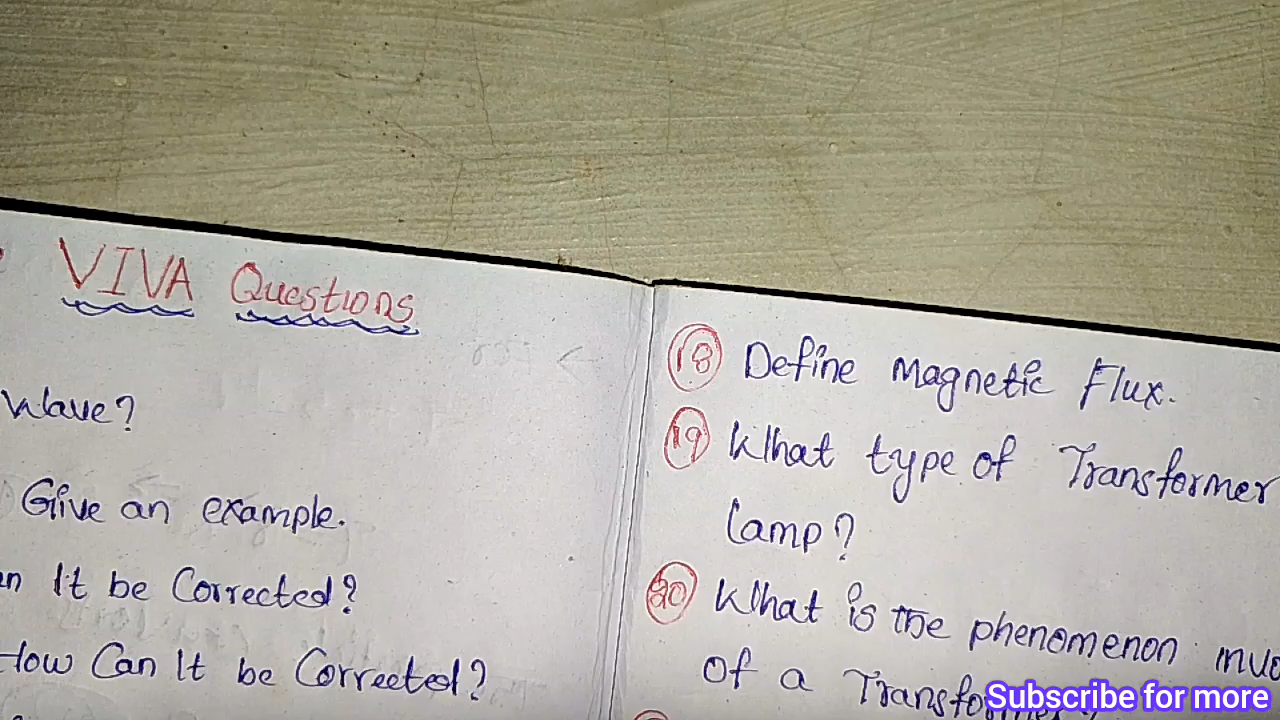 VIVA Questions
Wave?
Give an example.
It be Corrected?
How Can It be Corrected?
18 Define Magnetic Flux.
19 What type of Transformer
lamp?
20 What is the phenomenon
of a
Subscribe for more